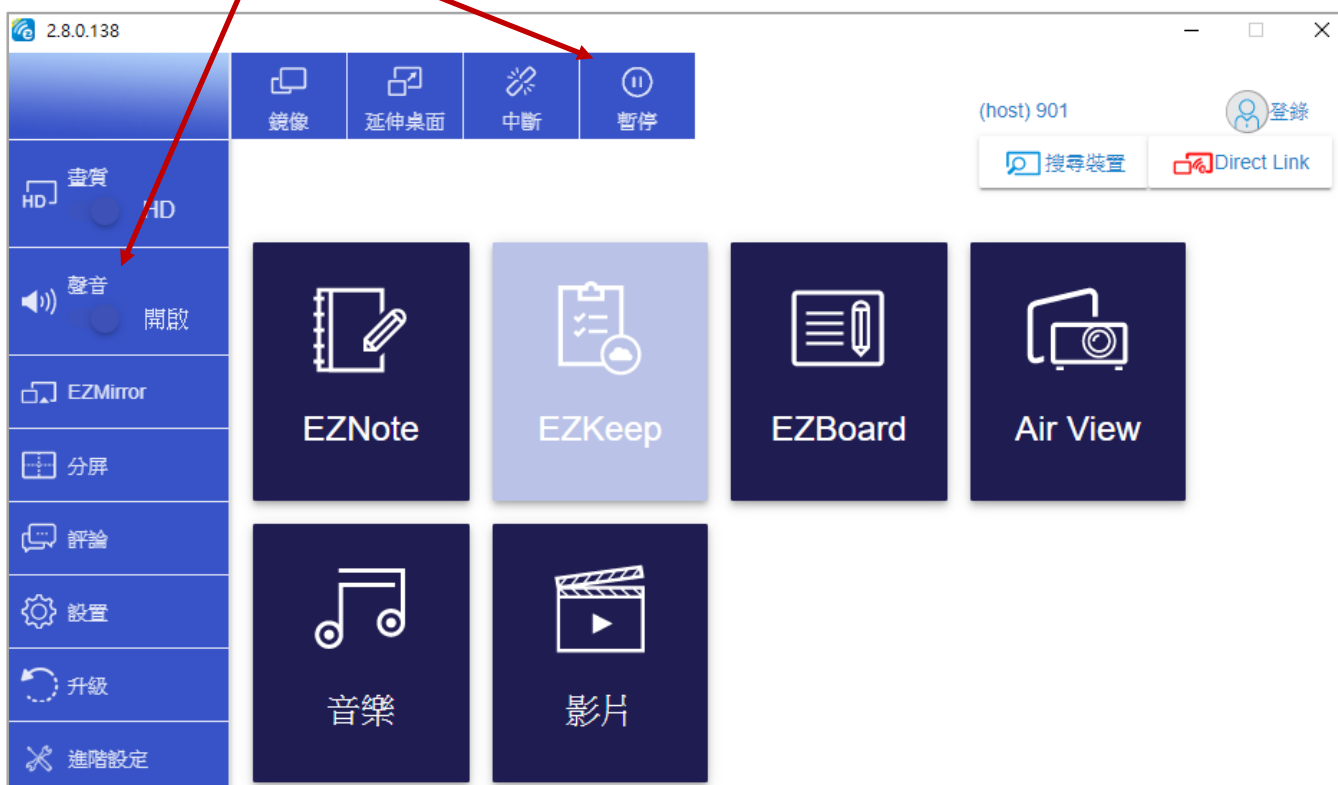 2.8.0.138
鏡像 延伸桌面 中斷 暫停
(host) 901 登錄
搜尋裝置 Direct Link
畫質
HD HD
聲音
開啟
EZMirror
分屏
評論
設置
升級
進階設定
EZNote EZKeep EZBoard Air View
音樂 影片